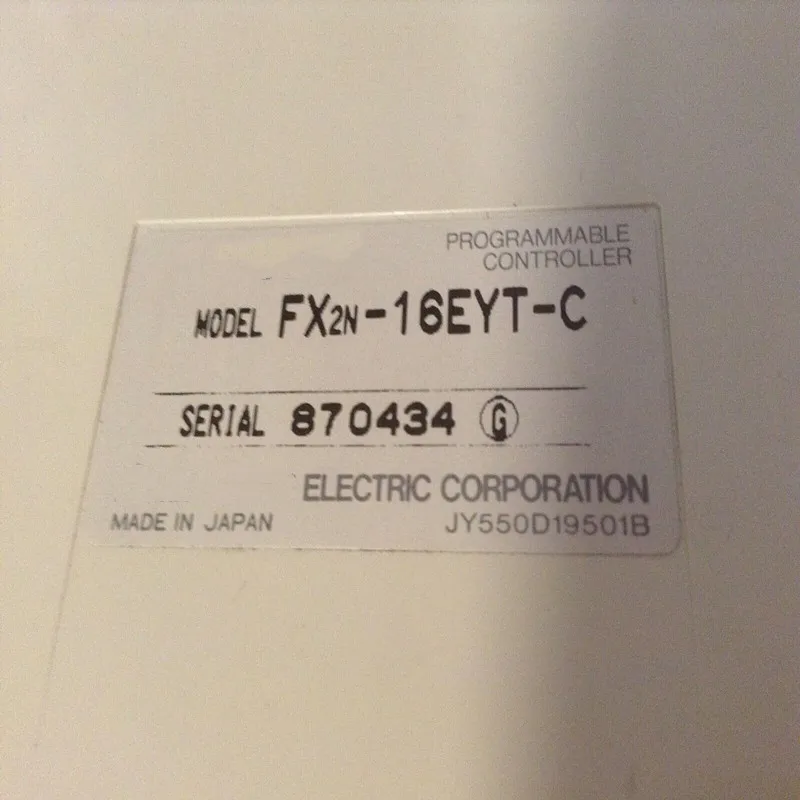 PROGRAMMABLE
CONTROLLER
MODEL FX2N-16EYT-C
SERIAL 870434 Ⓖ
ELECTRIC CORPORATION
MADE IN JAPAN JY550D19501B